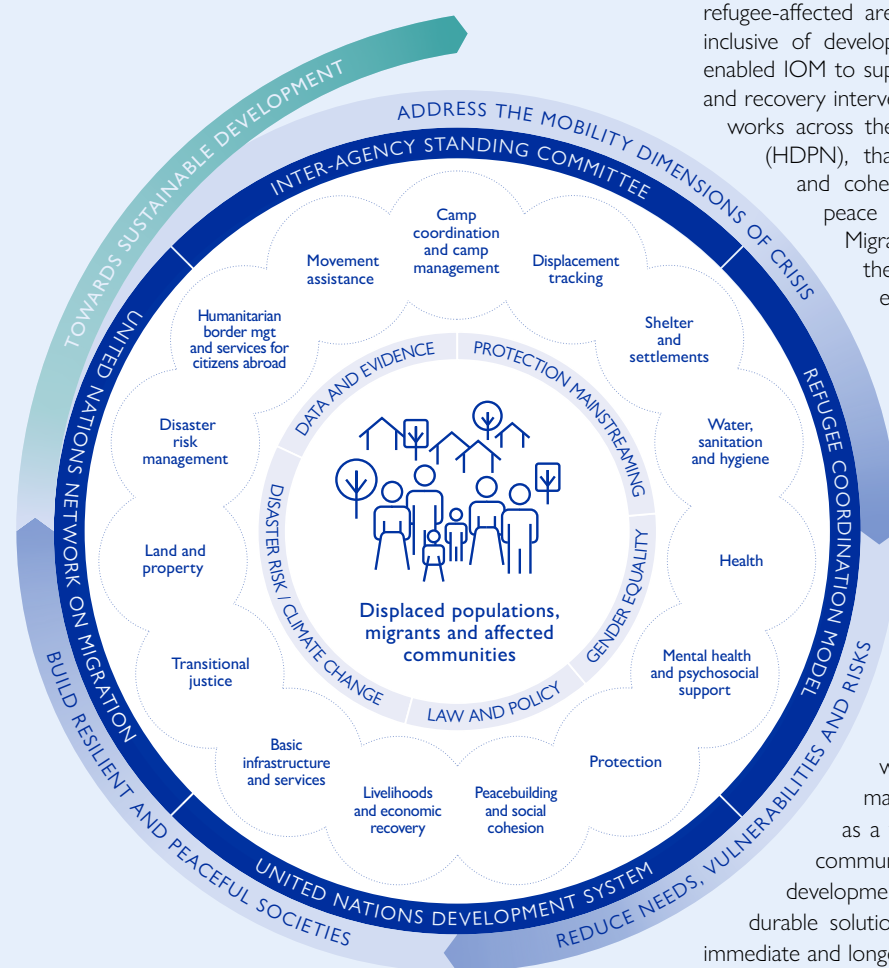 refugee-affected are
inclusive of develop
enabled IOM to sup
and recovery interve
works across the
(HDPN), tha
and cohe
peace
Migra
the
e
TOWARDS SUSTAINABLE DEVELOPMENT
ADDRESS THE MOBILITY DIMENSIONS OF CRISIS
REDUCE NEEDS, VULNERABILITIES AND RISKS
BUILD RESILIENT AND PEACEFUL SOCIETIES
INTER-AGENCY STANDING COMMITTEE
REFUGEE COORDINATION MODEL
UNITED NATIONS DEVELOPMENT SYSTEM
UNITED NATIONS NETWORK ON MIGRATION
Camp
coordination
and camp
management
Displacement
tracking
Shelter
and
settlements
Water,
sanitation
and hygiene
Health
Mental health
and psychosocial
support
Protection
Peacebuilding
and social
cohesion
Livelihoods
and economic
recovery
Basic
infrastructure
and services
Transitional
justice
Land and
property
Disaster
risk
management
Humanitarian
border mgt
and services for
citizens abroad
Movement
assistance
DATA AND EVIDENCE
PROTECTION MAINSTREAMING
GENDER EQUALITY
LAW AND POLICY
DISASTER RISK / CLIMATE CHANGE
Displaced populations,
migrants and affected
communities
w
ma
as a
commun
developme
durable solutio
immediate and longe